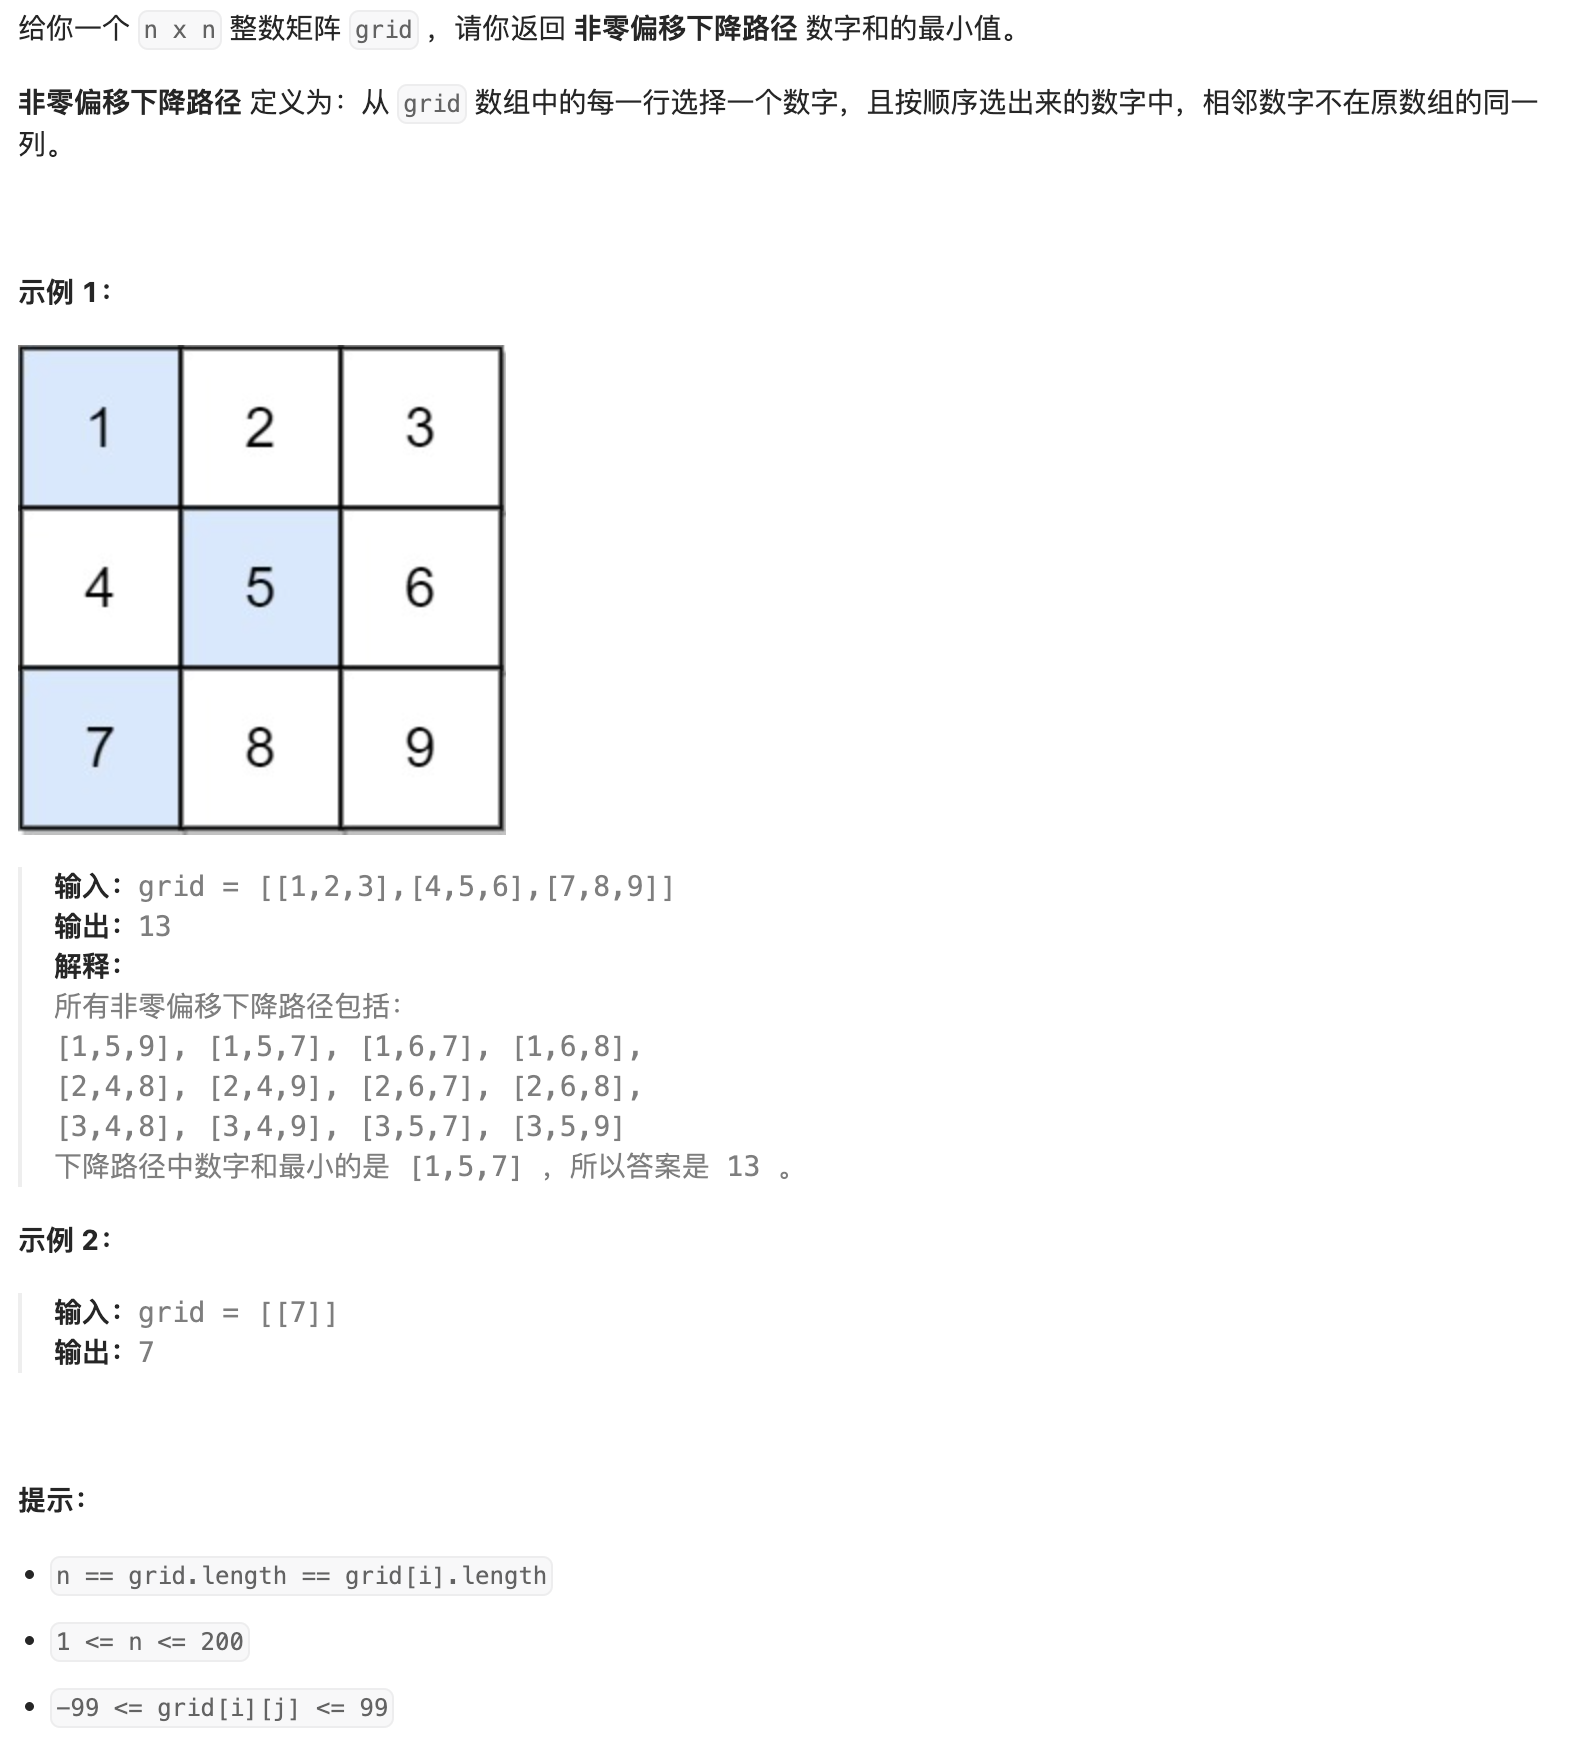 给你一个 n x n 整数矩阵 grid ，请你返回 非零偏移下降路径 数字和的最小值。
非零偏移下降路径 定义为：从 grid 数组中的每一行选择一个数字，且按顺序选出来的数字中，相邻数字不在原数组的同一
列。
示例 1：
1 2 3
4 5 6
7 8 9
输入：grid = [[1,2,3],[4,5,6],[7,8,9]]
输出：13
解释：
所有非零偏移下降路径包括：
[1,5,9], [1,5,7], [1,6,7], [1,6,8],
[2,4,8], [2,4,9], [2,6,7], [2,6,8],
[3,4,8], [3,4,9], [3,5,7], [3,5,9]
下降路径中数字和最小的是 [1,5,7] ，所以答案是 13 。
示例 2：
输入：grid = [[7]]
输出：7
提示：
• n == grid.length == grid[i].length
• 1 <= n <= 200
• -99 <= grid[i][j] <= 99